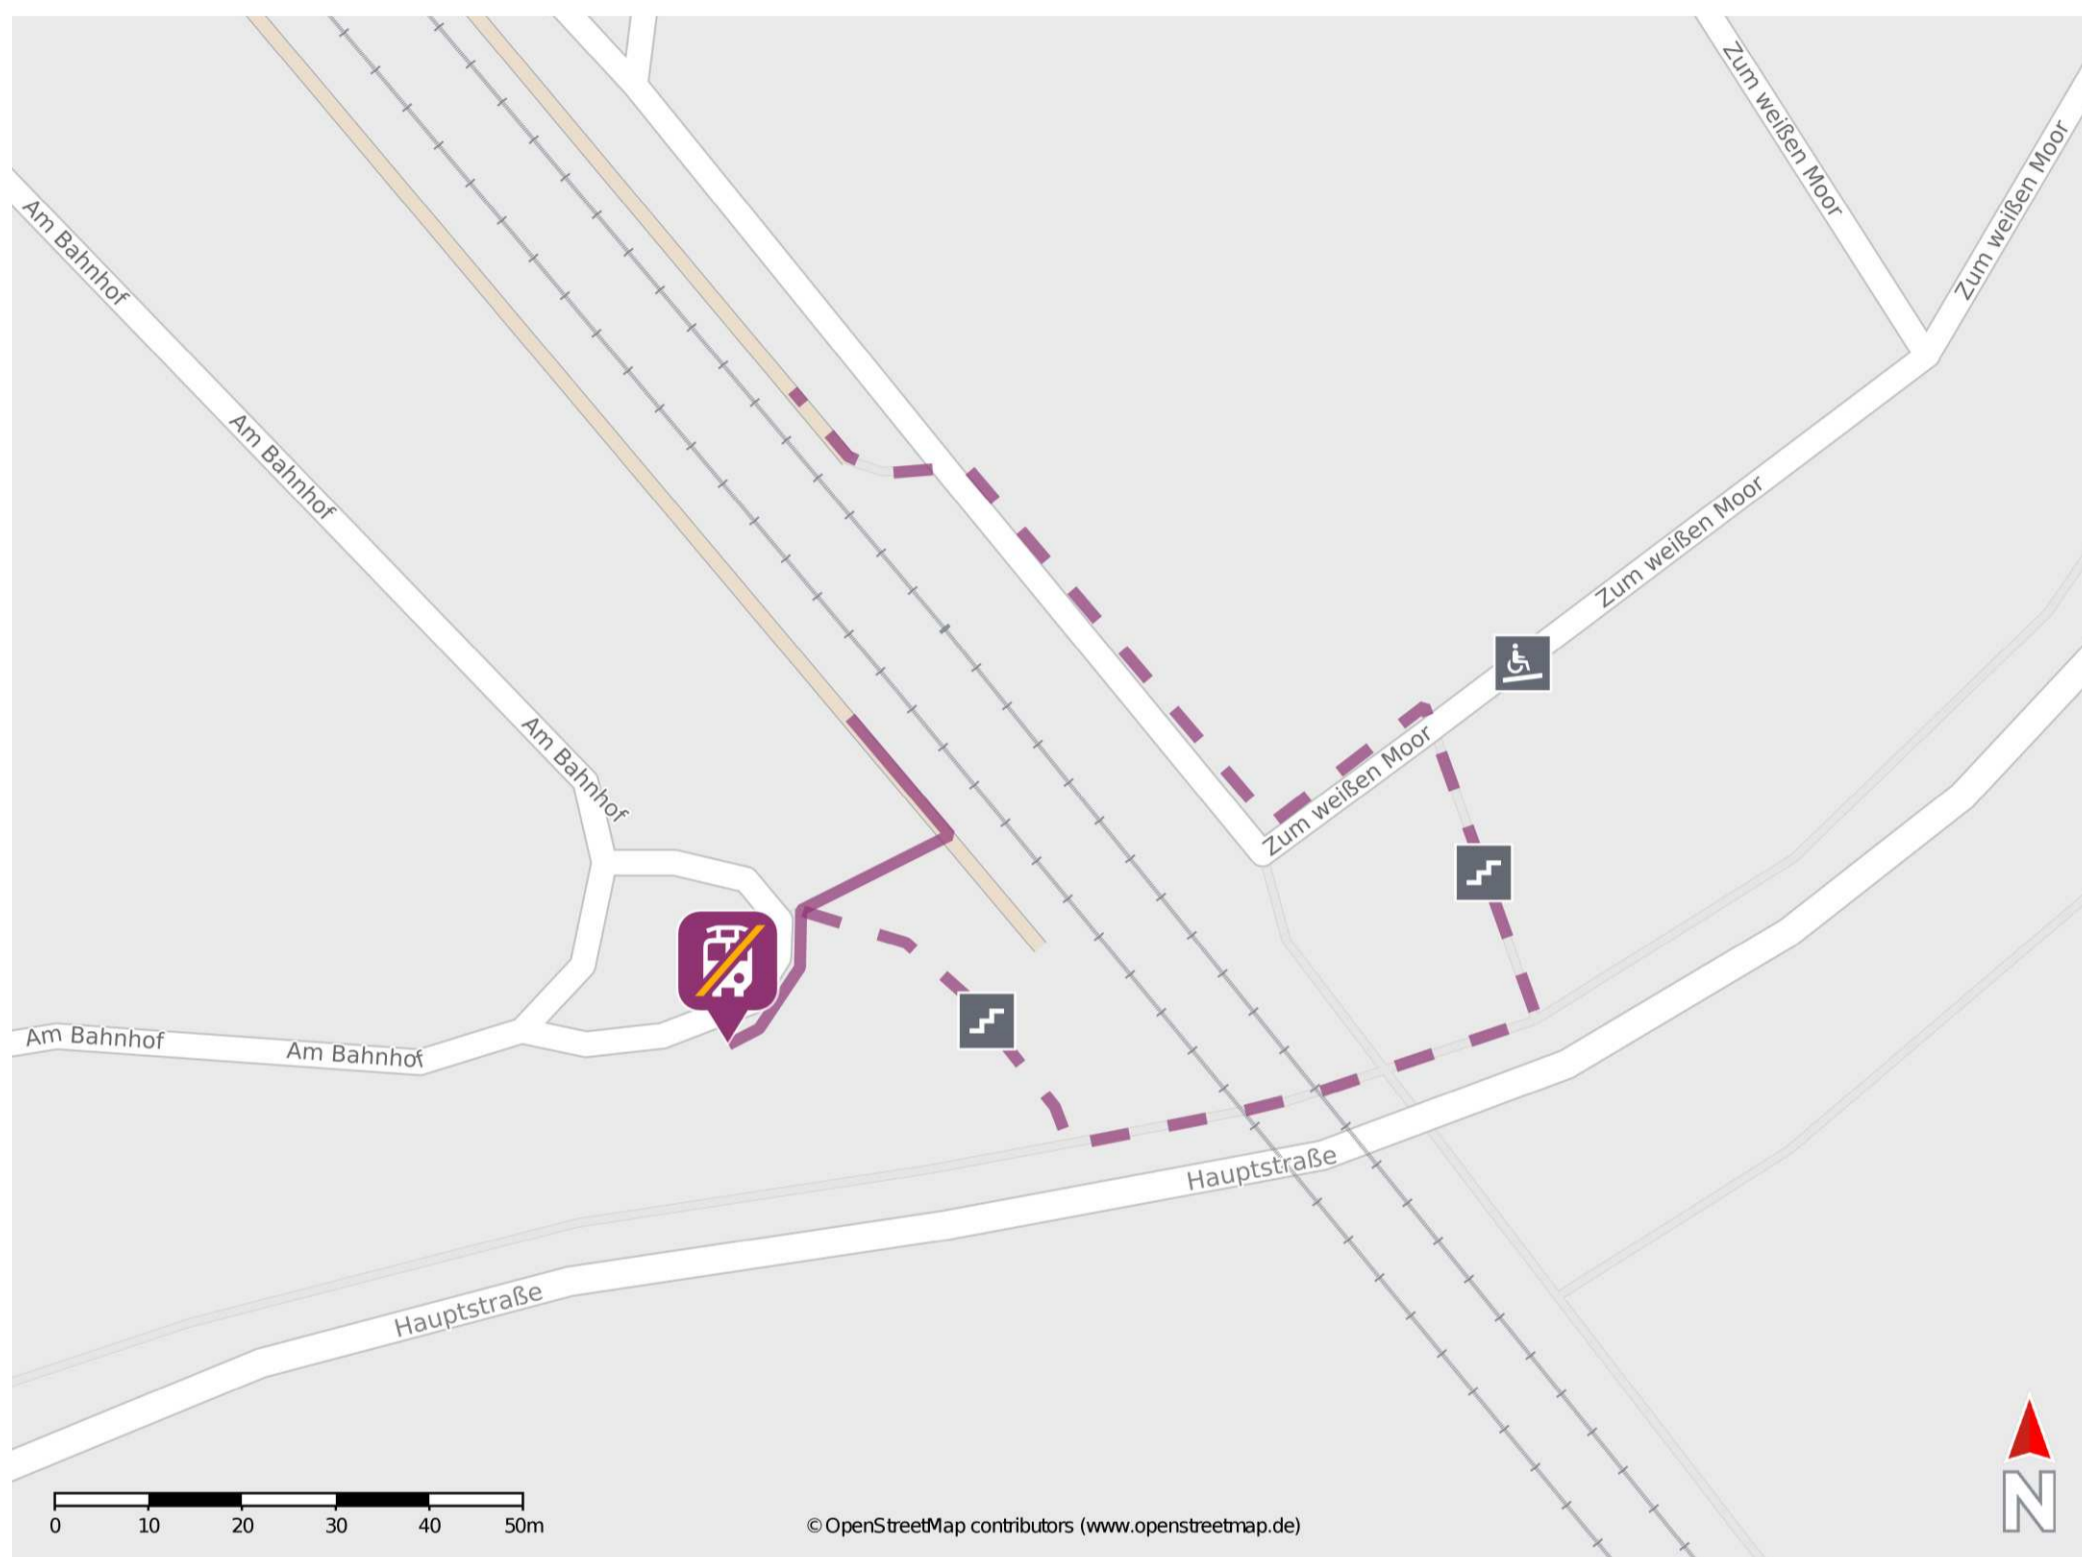 Zum weißen Moor
Zum weißen Moor
Am Bahnhof
Am Bahnhof
Zum weißen Moor
Am Bahnhof
Zum weißen Moor
Am Bahnhof
Am Bahnhof
Hauptstraße
Hauptstraße
0 10 20 30 40 50m
© OpenStreetMap contributors (www.openstreetmap.de)
N